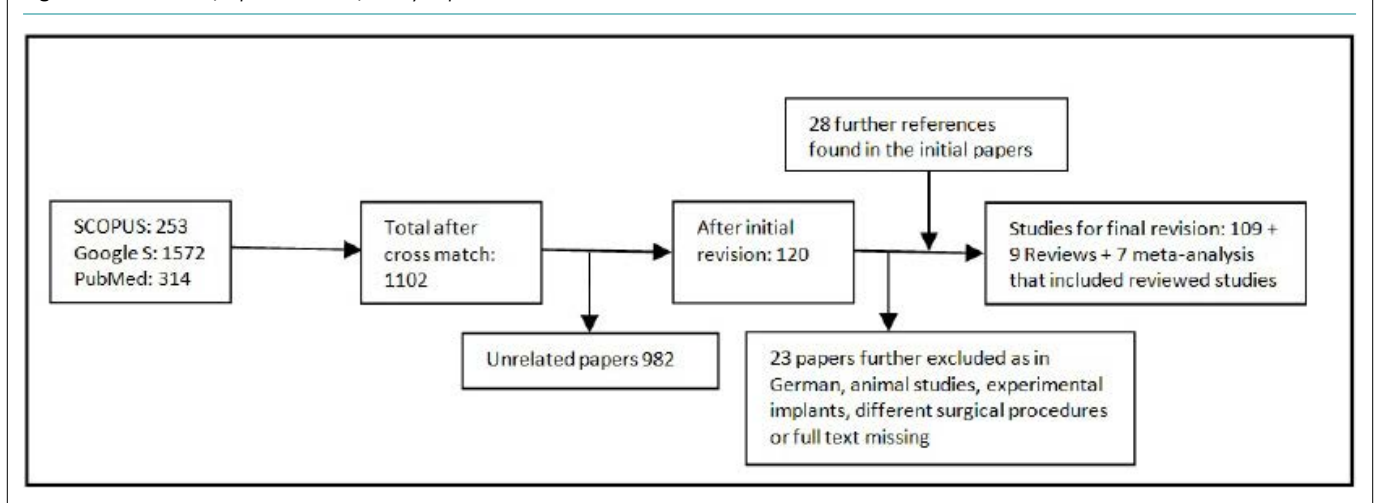 SCOPUS: 253
Google S: 1572
PubMed: 314
Total after
cross match:
1102
Unrelated papers 982
After initial
revision: 120
28 further references
found in the initial papers
23 papers further excluded as in
German, animal studies, experimental
implants, different surgical procedures
or full text missing
Studies for final revision: 109 +
9 Reviews + 7 meta-analysis
that included reviewed studies